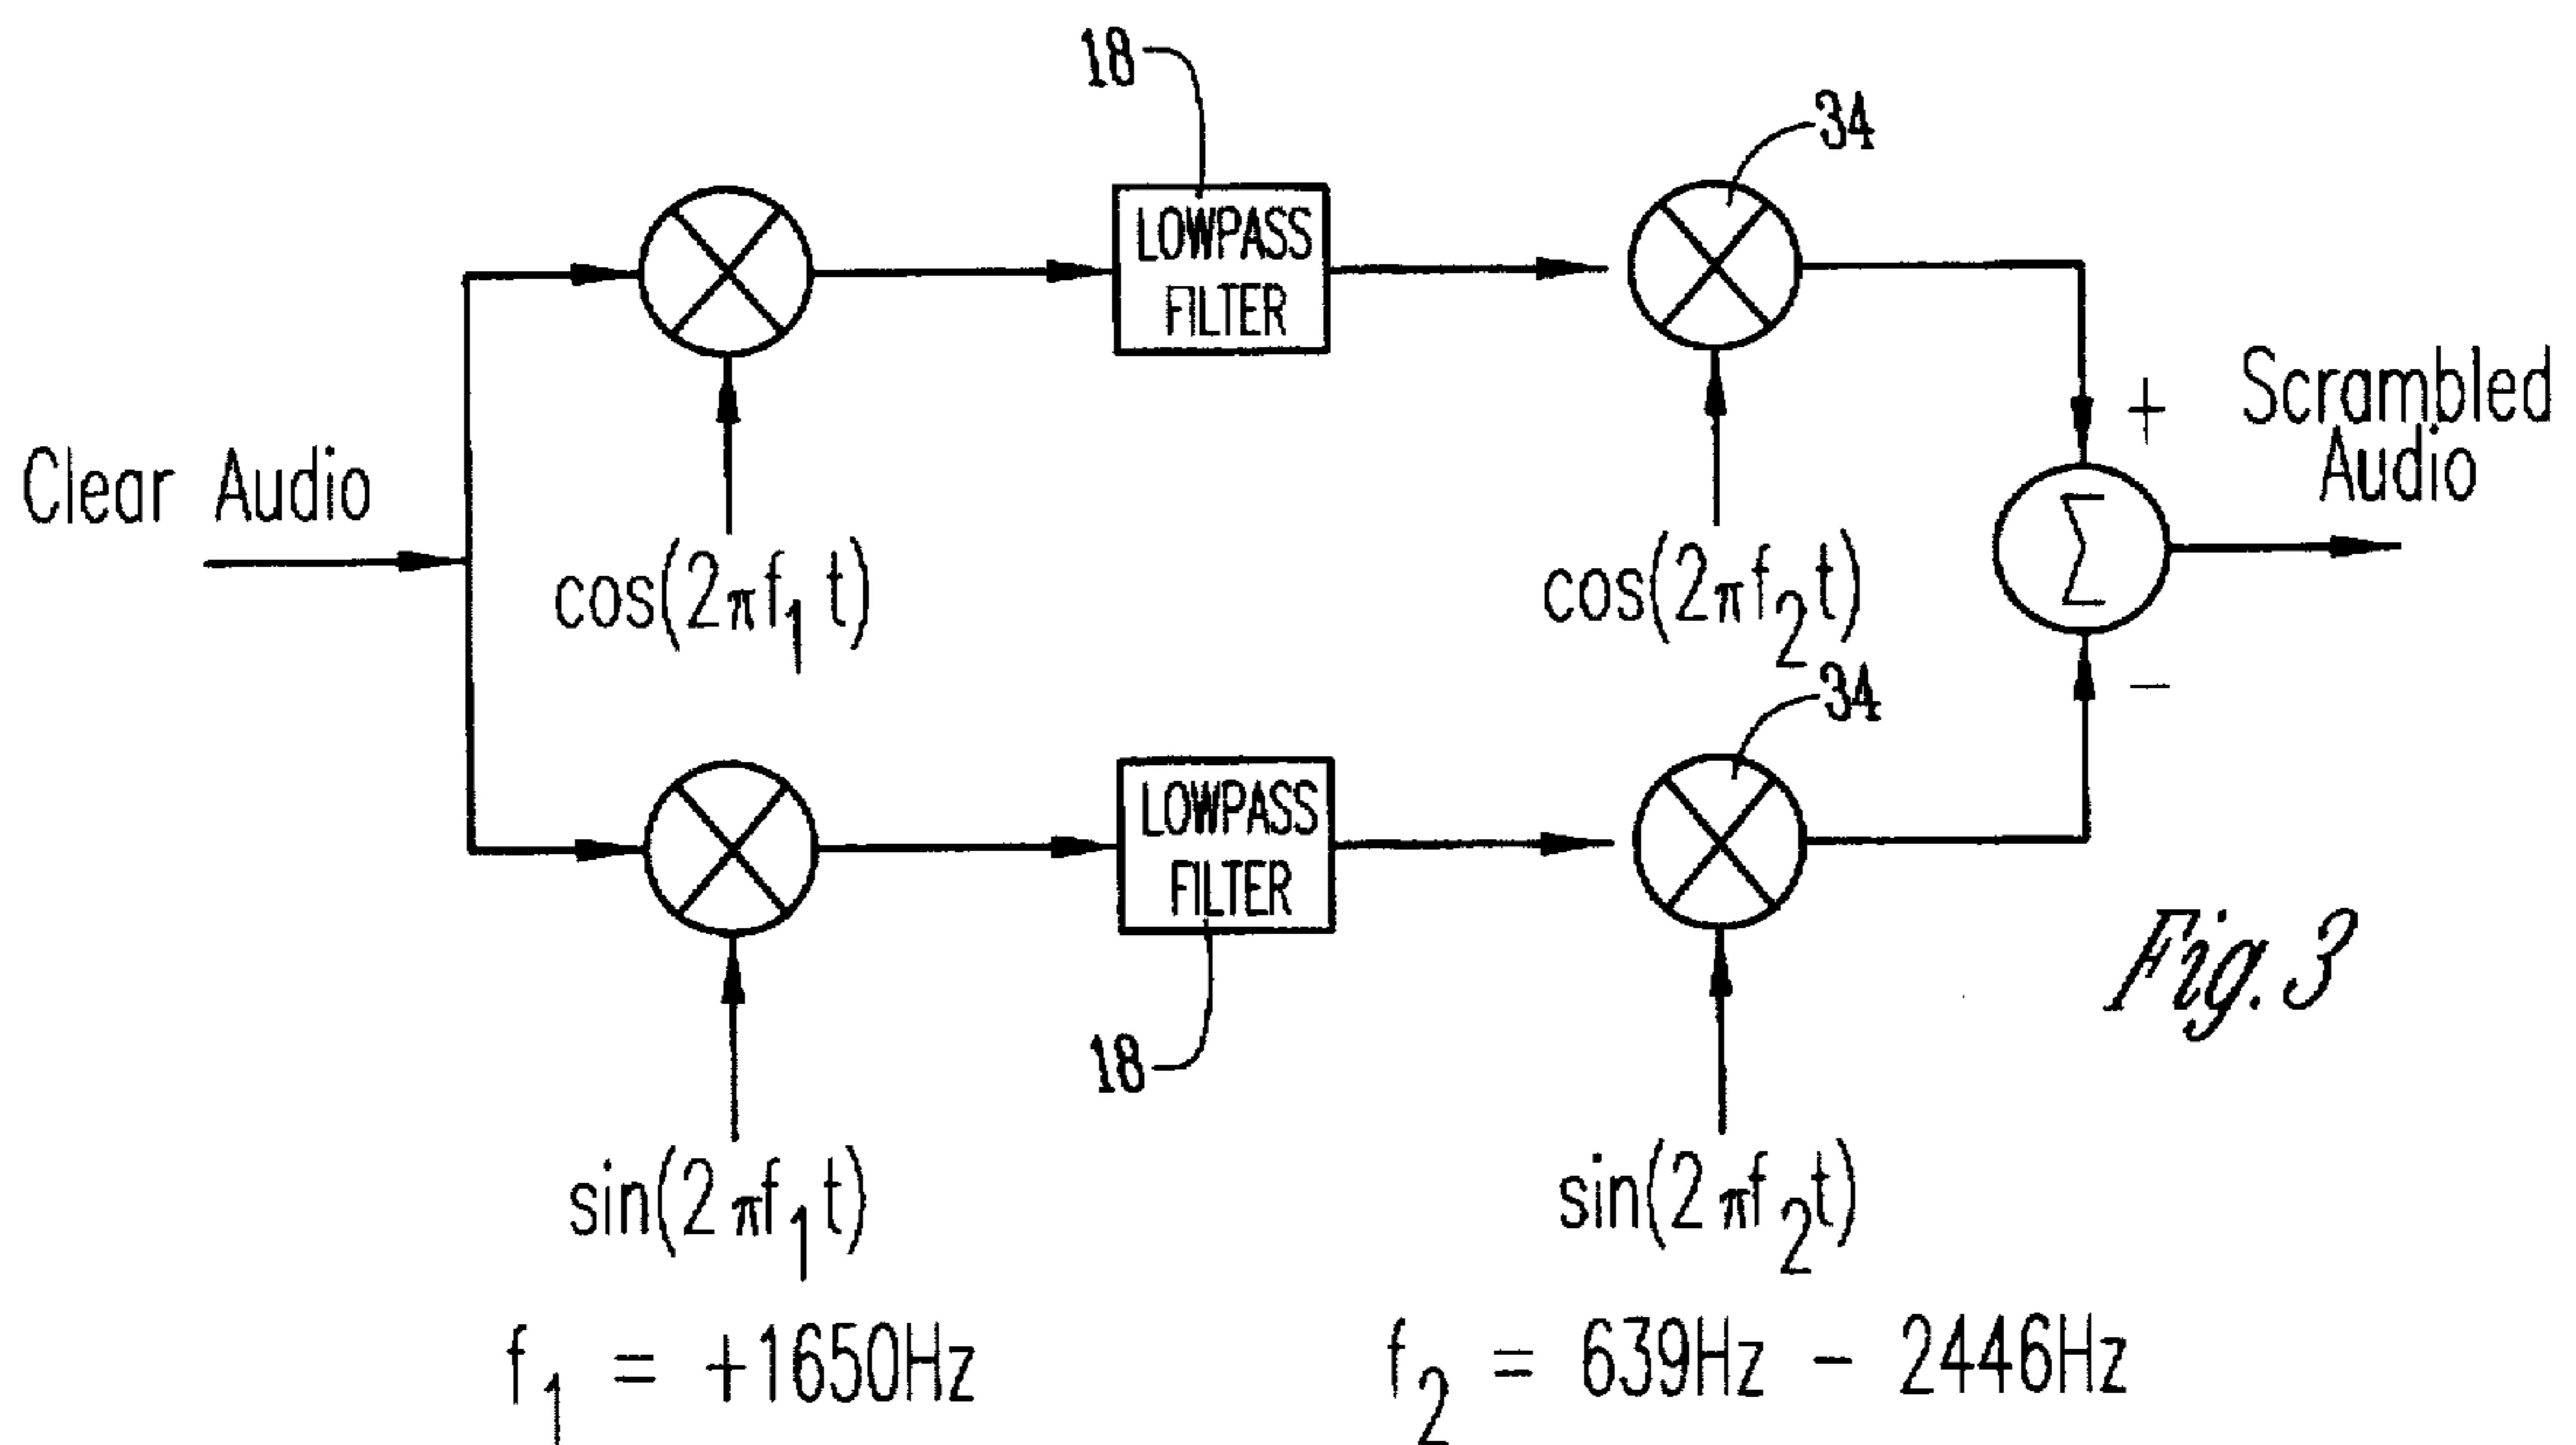 18
34
LOWPASS
FILTER
Clear Audio
cos(2πf₁t)
cos(2πf₂t)
+
Scrambled
Audio
Σ
−
34
LOWPASS
FILTER
18
sin(2πf₁t)
sin(2πf₂t)
Fig. 3
f₁ = +1650Hz
f₂ = 639Hz − 2446Hz